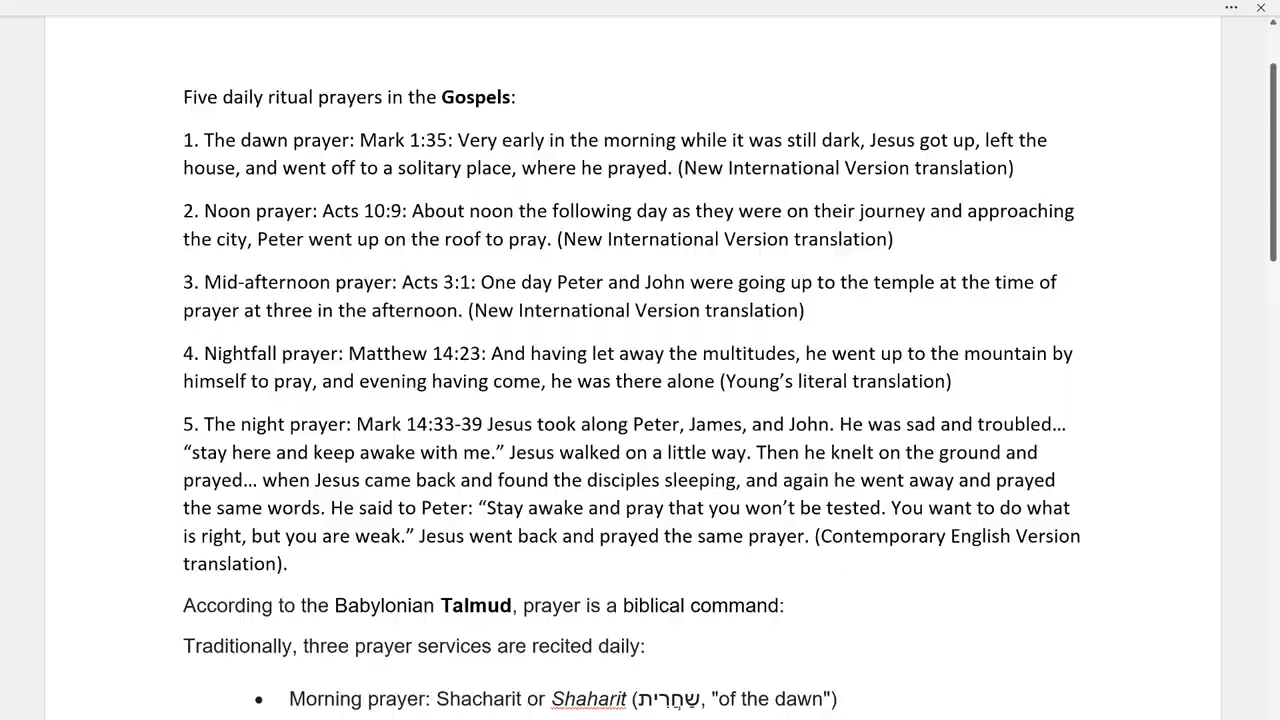 Five daily ritual prayers in the Gospels:
1. The dawn prayer: Mark 1:35: Very early in the morning while it was still dark, Jesus got up, left the
house, and went off to a solitary place, where he prayed. (New International Version translation)
2. Noon prayer: Acts 10:9: About noon the following day as they were on their journey and approaching
the city, Peter went up on the roof to pray. (New International Version translation)
3. Mid-afternoon prayer: Acts 3:1: One day Peter and John were going up to the temple at the time of
prayer at three in the afternoon. (New International Version translation)
4. Nightfall prayer: Matthew 14:23: And having let away the multitudes, he went up to the mountain by
himself to pray, and evening having come, he was there alone (Young’s literal translation)
5. The night prayer: Mark 14:33-39 Jesus took along Peter, James, and John. He was sad and troubled…
“stay here and keep awake with me.” Jesus walked on a little way. Then he knelt on the ground and
prayed… when Jesus came back and found the disciples sleeping, and again he went away and prayed
the same words. He said to Peter: “Stay awake and pray that you won’t be tested. You want to do what
is right, but you are weak.” Jesus went back and prayed the same prayer. (Contemporary English Version
translation).
According to the Babylonian Talmud, prayer is a biblical command:
Traditionally, three prayer services are recited daily:
• Morning prayer: Shacharit or Shaharit (שַחֲרִית, "of the dawn")